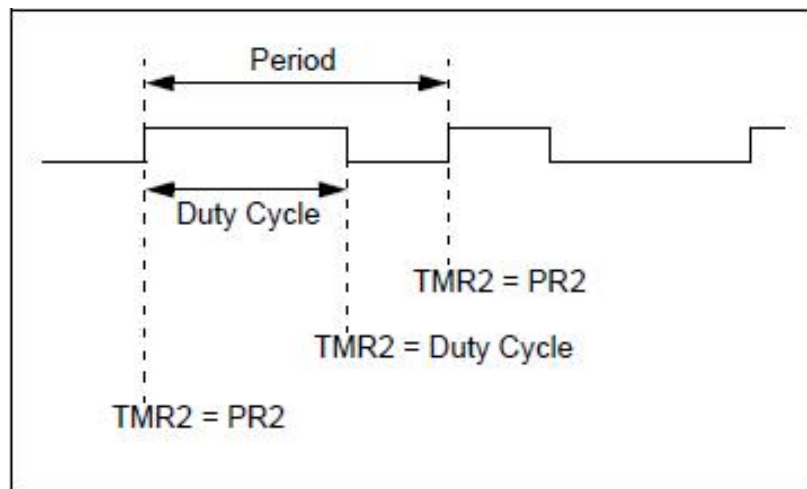 Period
Duty Cycle
TMR2 = PR2
TMR2 = Duty Cycle
TMR2 = PR2